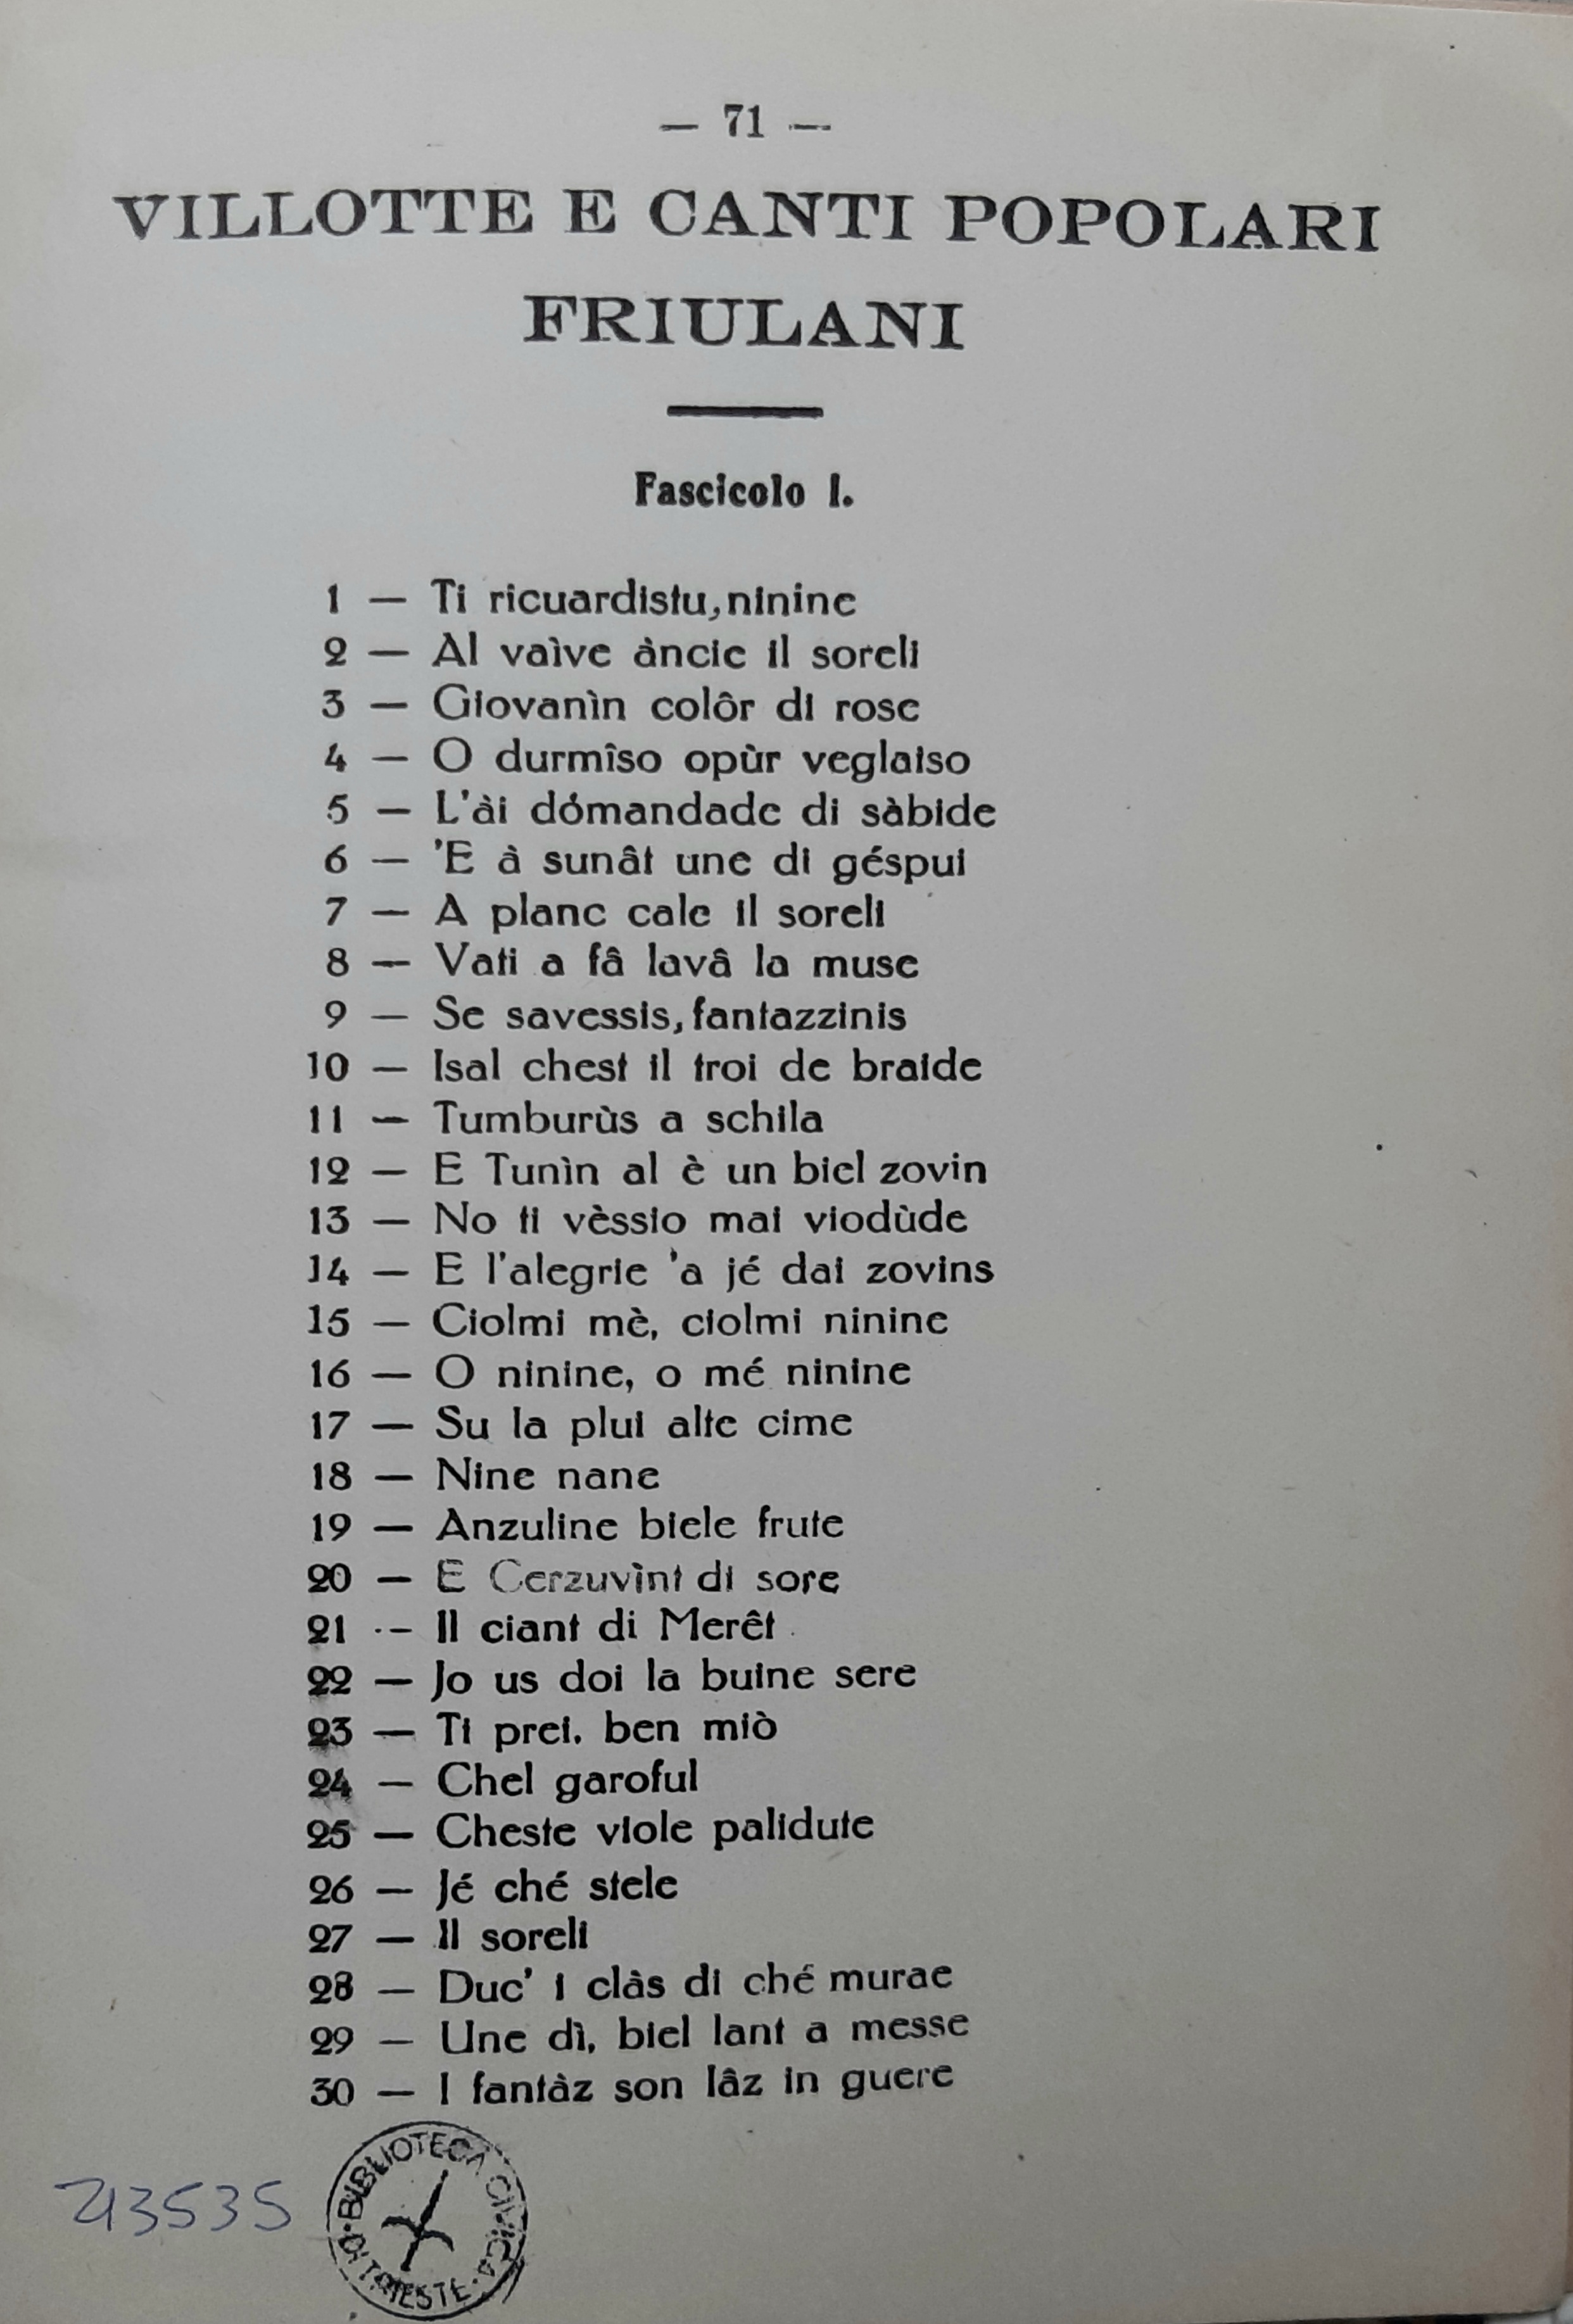 — 71 —
VILLOTTE E CANTI POPOLARI
FRIULANI
Fascicolo I.
1 — Ti ricuardistu, ninine
2 — Al vaìve àncie il soreli
3 — Giovanìn colôr di rose
4 — O durmîso opùr veglaiso
5 — L'ài dómandade di sàbide
6 — 'E à sunât une di géspui
7 — A planc cale il soreli
8 — Vati a fâ lavâ la muse
9 — Se savessis, fantazzinis
10 — Isal chest il troi de braide
11 — Tumburùs a schila
12 — E Tunìn al è un biel zovin
13 — No ti vèssio mai viodùde
14 — E l'alegrie 'a jé dai zovins
15 — Ciolmi mè, ciolmi ninine
16 — O ninine, o mé ninine
17 — Su la plui alte cime
18 — Nine nane
19 — Anzuline biele frute
20 — E Cerzuvìnt di sore
21 — Il ciant di Merêt
22 — Jo us doi la buine sere
23 — Ti prei. ben miò
24 — Chel garoful
25 — Cheste viole palidute
26 — Jé ché stele
27 — Il soreli
28 — Duc' i clàs di ché murae
29 — Une dì, biel lant a messe
30 — I fantàz son lâz in guere
BIBLIOTECA CIVICA
DI TRIESTE
213535